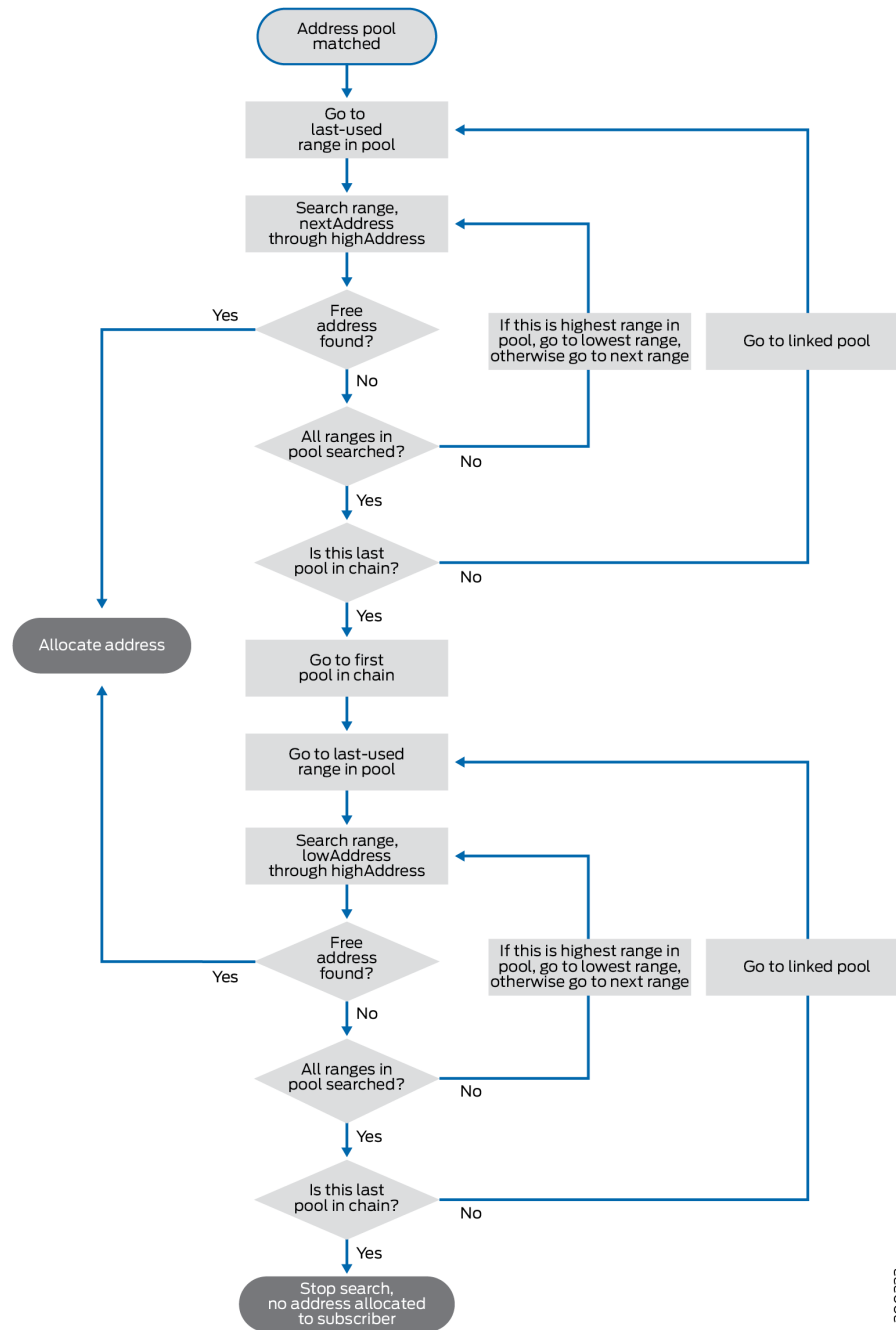 Address pool
matched
Go to
last-used
range in pool
Search range,
nextAddress
through highAddress
Yes
Free
address
found?
If this is highest range in
pool, go to lowest range,
otherwise go to next range
Go to linked pool
No
All ranges in
pool searched?
No
Yes
Is this last
pool in chain?
No
Yes
Allocate address
Go to first
pool in chain
Go to last-used
range in pool
Search range,
lowAddress
through highAddress
Free
address
found?
Yes
If this is highest range in
pool, go to lowest range,
otherwise go to next range
Go to linked pool
No
All ranges in
pool searched?
No
Yes
Is this last
pool in chain?
No
Yes
Stop search,
no address allocated
to subscriber